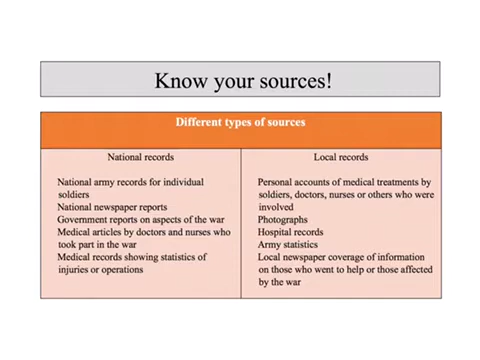 Know your sources!
Different types of sources
National records
National army records for individual
soldiers
National newspaper reports
Government reports on aspects of the war
Medical articles by doctors and nurses who
took part in the war
Medical records showing statistics of
injuries or operations
Local records
Personal accounts of medical treatments by
soldiers, doctors, nurses or others who were
involved
Photographs
Hospital records
Army statistics
Local newspaper coverage of information
on those who went to help or those affected
by the war